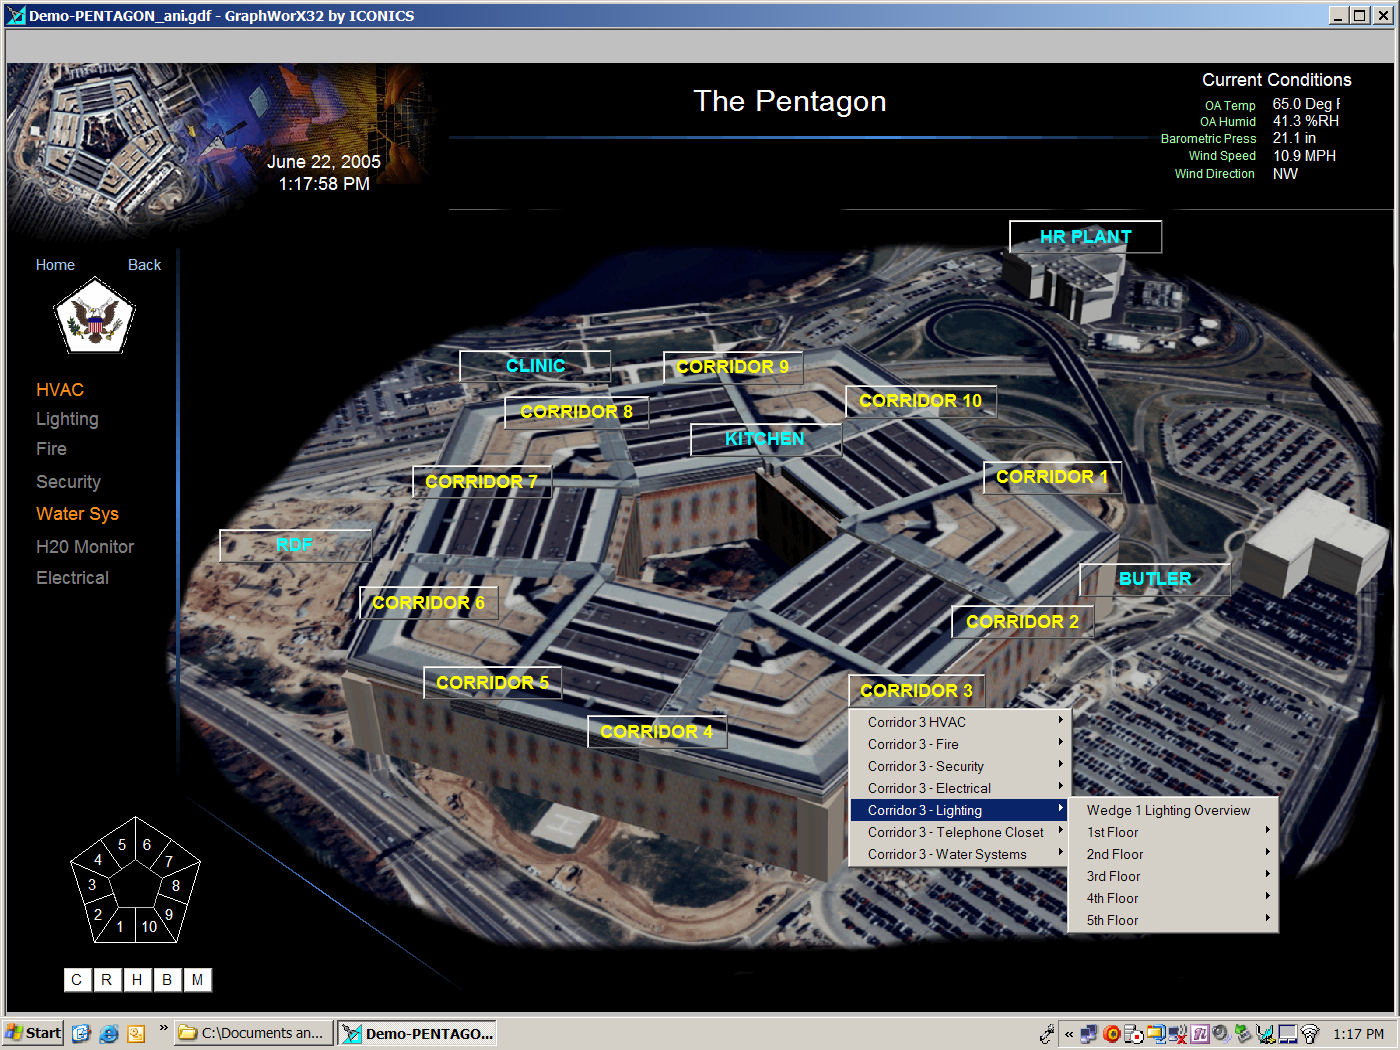 Demo-PENTAGON_ani.gdf - GraphWorX32 by ICONICS
The Pentagon
June 22, 2005
1:17:58 PM
Current Conditions
OA Temp 65.0 Deg F
OA Humid 41.3 %RH
Barometric Press 21.1 in
Wind Speed 10.9 MPH
Wind Direction NW
Home Back
HVAC
Lighting
Fire
Security
Water Sys
H20 Monitor
Electrical
HR PLANT
CLINIC
CORRIDOR 9
CORRIDOR 8
CORRIDOR 10
KITCHEN
CORRIDOR 7
CORRIDOR 1
RDF
BUTLER
CORRIDOR 6
CORRIDOR 2
CORRIDOR 5
CORRIDOR 3
CORRIDOR 4
Corridor 3 HVAC
Corridor 3 - Fire
Corridor 3 - Security
Corridor 3 - Electrical
Corridor 3 - Lighting
Corridor 3 - Telephone Closet
Corridor 3 - Water Systems
Wedge 1 Lighting Overview
1st Floor
2nd Floor
3rd Floor
4th Floor
5th Floor
H
5 6
4 7
3 8
2 9
1 10
C R H B M
Start
C:\Documents an...
Demo-PENTAGO...
1:17 PM